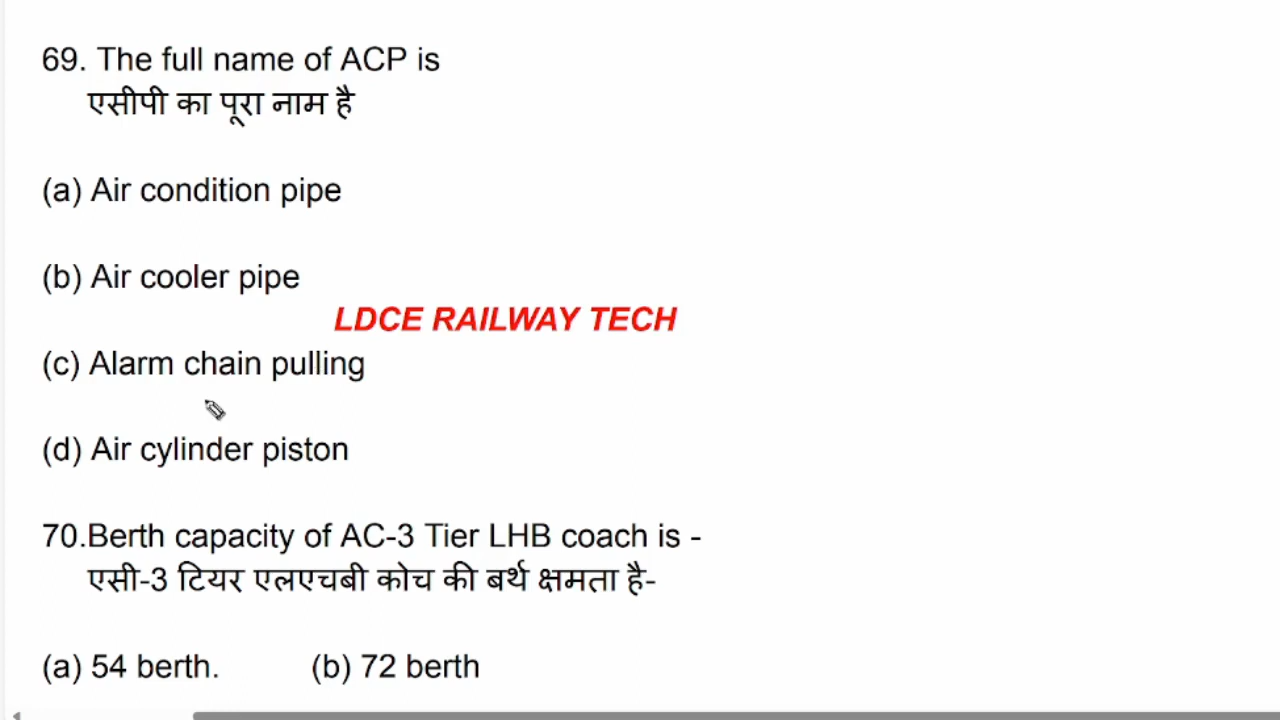 69. The full name of ACP is
एसीपी का पूरा नाम है
(a) Air condition pipe
(b) Air cooler pipe
LDCE RAILWAY TECH
(c) Alarm chain pulling
(d) Air cylinder piston
70.Berth capacity of AC-3 Tier LHB coach is -
एसी-3 टियर एलएचबी कोच की बर्थ क्षमता है-
(a) 54 berth. (b) 72 berth